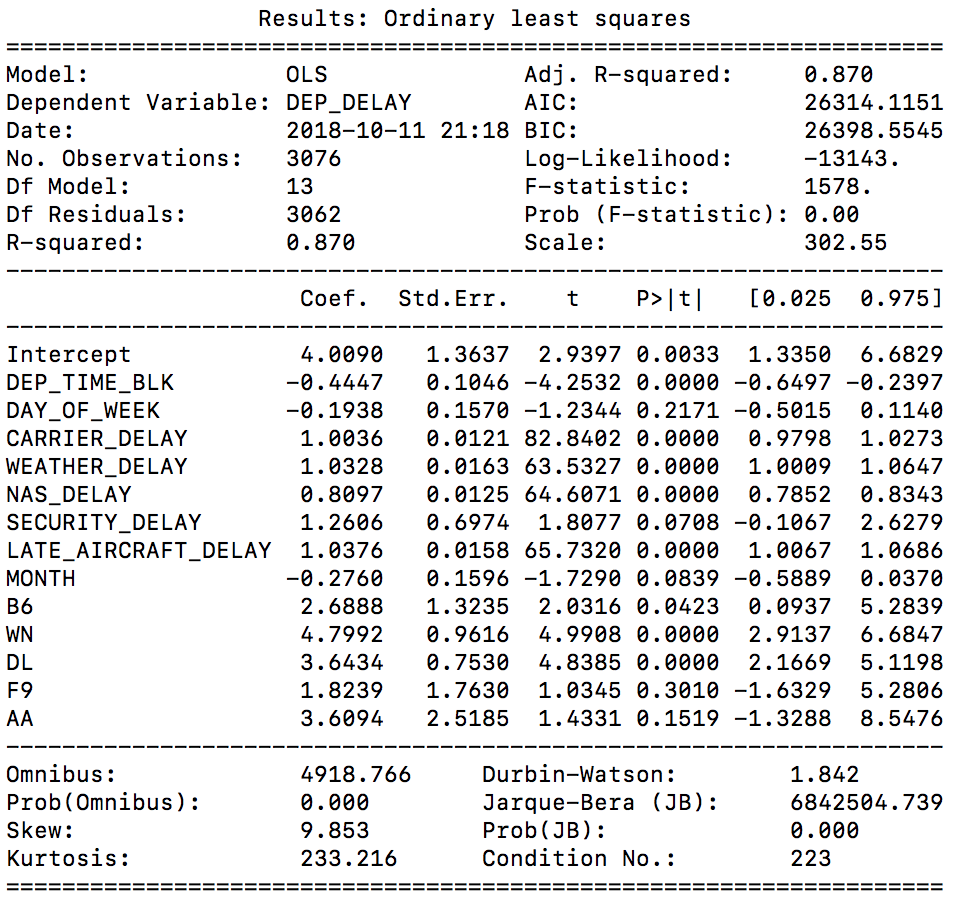 Results: Ordinary least squares
===================================================================
Model:              OLS              Adj. R-squared:     0.870
Dependent Variable: DEP_DELAY        AIC:                26314.1151
Date:               2018-10-11 21:18 BIC:                26398.5545
No. Observations:   3076             Log-Likelihood:     -13143.
Df Model:           13               F-statistic:        1578.
Df Residuals:       3062             Prob (F-statistic): 0.00
R-squared:          0.870            Scale:              302.55
-------------------------------------------------------------------
                     Coef.  Std.Err.    t    P>|t|   [0.025  0.975]
-------------------------------------------------------------------
Intercept            4.0090   1.3637  2.9397 0.0033  1.3350  6.6829
DEP_TIME_BLK        -0.4447   0.1046 -4.2532 0.0000 -0.6497 -0.2397
DAY_OF_WEEK         -0.1938   0.1570 -1.2344 0.2171 -0.5015  0.1140
CARRIER_DELAY        1.0036   0.0121 82.8402 0.0000  0.9798  1.0273
WEATHER_DELAY        1.0328   0.0163 63.5327 0.0000  1.0009  1.0647
NAS_DELAY            0.8097   0.0125 64.6071 0.0000  0.7852  0.8343
SECURITY_DELAY       1.2606   0.6974  1.8077 0.0708 -0.1067  2.6279
LATE_AIRCRAFT_DELAY  1.0376   0.0158 65.7320 0.0000  1.0067  1.0686
MONTH               -0.2760   0.1596 -1.7290 0.0839 -0.5889  0.0370
B6                   2.6888   1.3235  2.0316 0.0423  0.0937  5.2839
WN                   4.7992   0.9616  4.9908 0.0000  2.9137  6.6847
DL                   3.6434   0.7530  4.8385 0.0000  2.1669  5.1198
F9                   1.8239   1.7630  1.0345 0.3010 -1.6329  5.2806
AA                   3.6094   2.5185  1.4331 0.1519 -1.3288  8.5476
-------------------------------------------------------------------
Omnibus:             4918.766     Durbin-Watson:        1.842
Prob(Omnibus):       0.000        Jarque-Bera (JB):     6842504.739
Skew:                9.853        Prob(JB):             0.000
Kurtosis:            233.216      Condition No.:        223
===================================================================